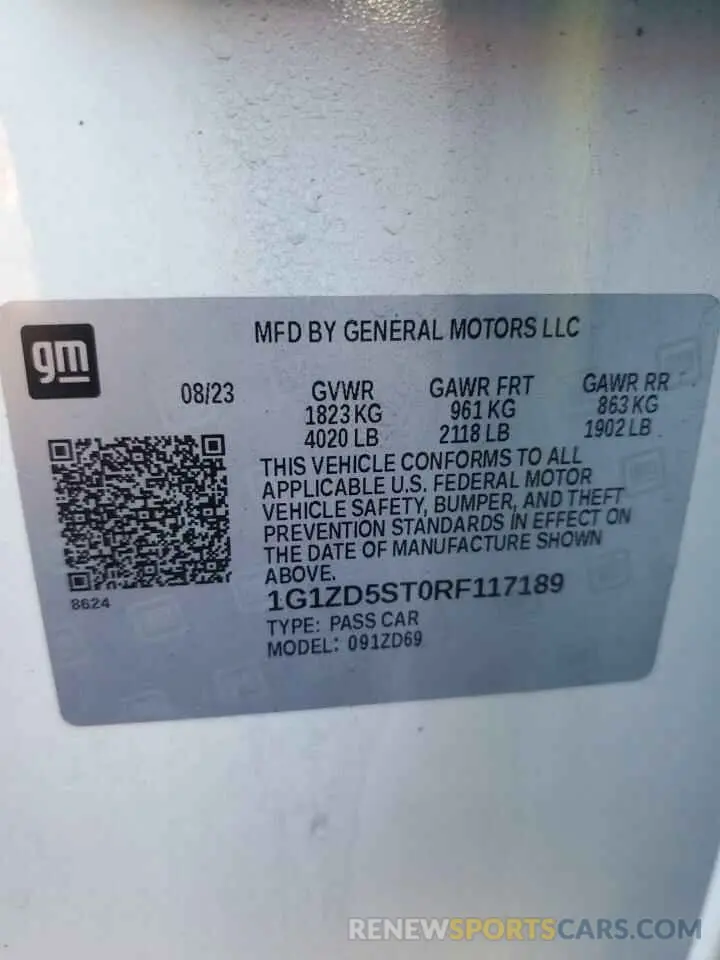 MFD BY GENERAL MOTORS LLC
gm
08/23 GVWR GAWR FRT GAWR RR
1823 KG 961 KG 863 KG
4020 LB 2118 LB 1902 LB
THIS VEHICLE CONFORMS TO ALL
APPLICABLE U.S. FEDERAL MOTOR
VEHICLE SAFETY, BUMPER, AND THEFT
PREVENTION STANDARDS IN EFFECT ON
THE DATE OF MANUFACTURE SHOWN
ABOVE.
8624
1G1ZD5ST0RF117189
TYPE: PASS CAR
MODEL: 091ZD69
RENEWSPORTSCARS.COM